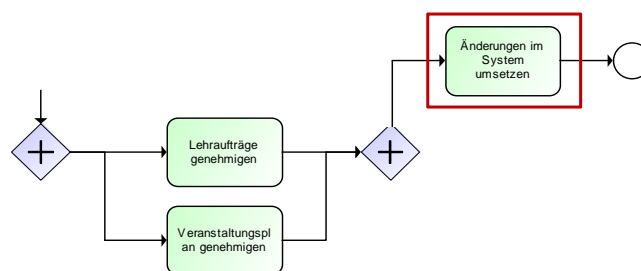 Änderungen im
System
umsetzen
Lehraufträge
genehmigen
Veranstaltungspl
an genehmigen